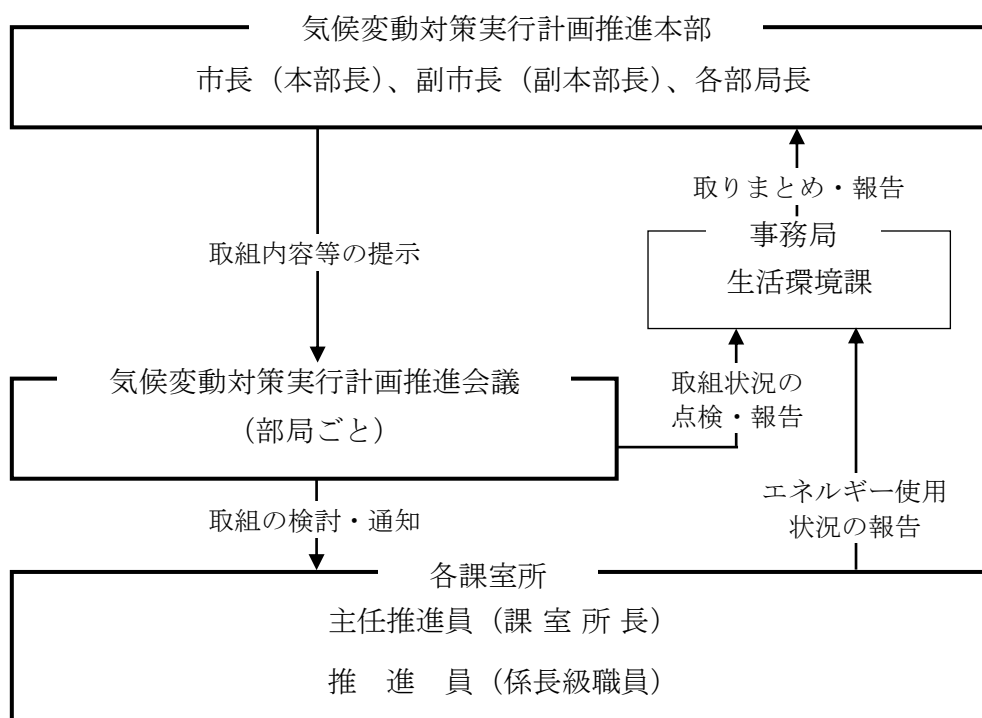 気候変動対策実行計画推進本部
市長（本部長）、副市長（副本部長）、各部局長
取りまとめ・報告
事務局
生活環境課
取組内容等の提示
気候変動対策実行計画推進会議
（部局ごと）
取組状況の
点検・報告
取組の検討・通知
エネルギー使用
状況の報告
各課室所
主任推進員（課 室 所 長）
推　進　員（係長級職員）